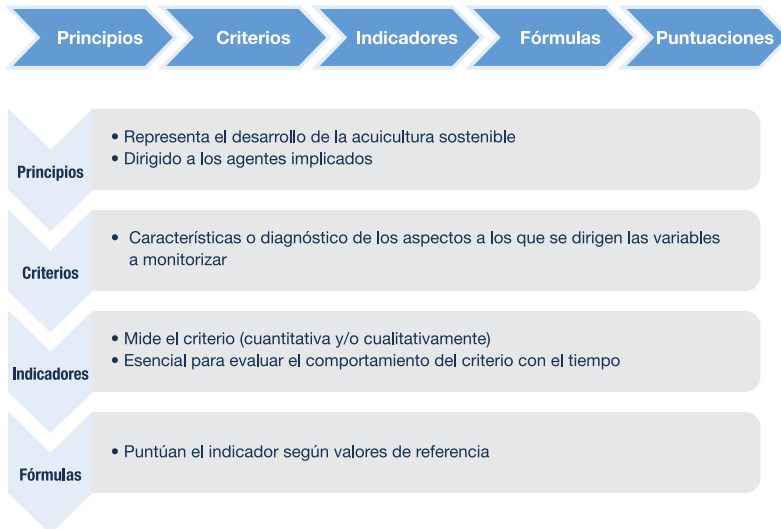 Principios Criterios Indicadores Fórmulas Puntuaciones
Principios
• Representa el desarrollo de la acuicultura sostenible
• Dirigido a los agentes implicados
Criterios
• Características o diagnóstico de los aspectos a los que se dirigen las variables
a monitorizar
Indicadores
• Mide el criterio (cuantitativa y/o cualitativamente)
• Esencial para evaluar el comportamiento del criterio con el tiempo
Fórmulas
• Puntúan el indicador según valores de referencia